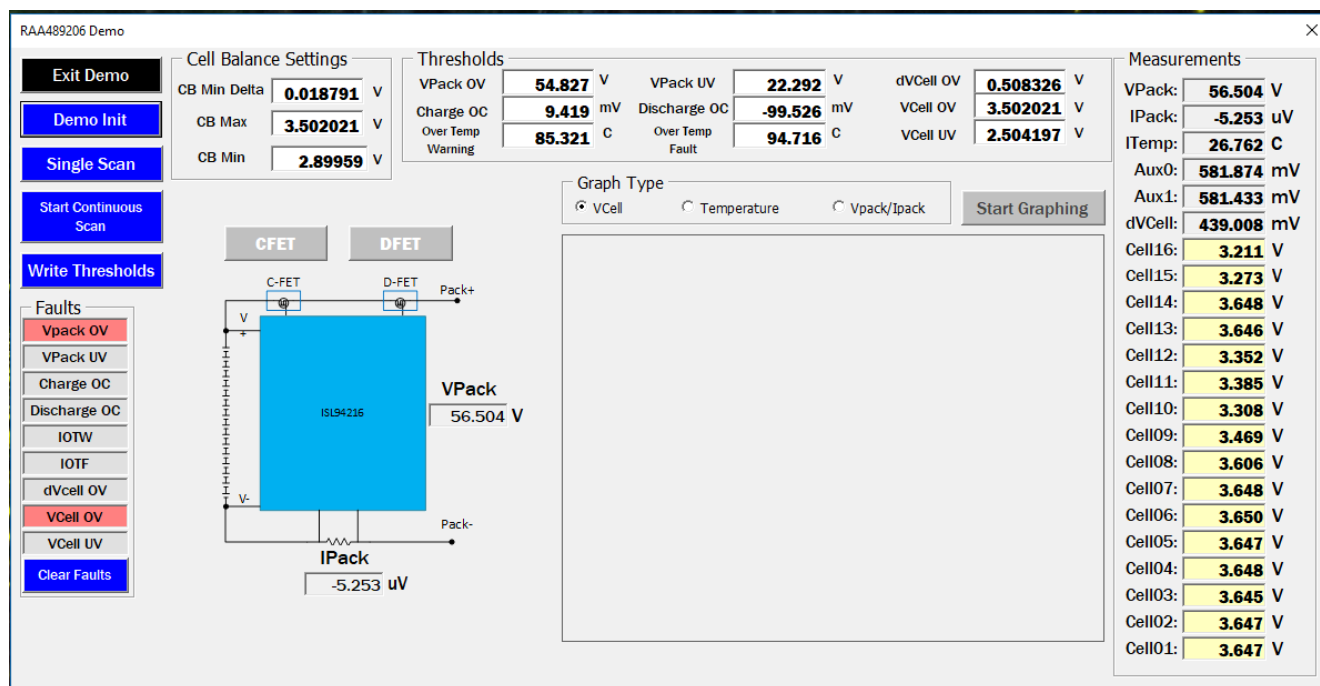 RAA489206 Demo
Exit Demo
Demo Init
Single Scan
Start Continuous
Scan
Write Thresholds
Cell Balance Settings
CB Min Delta 0.018791 V
CB Max 3.502021 V
CB Min 2.89959 V
Thresholds
VPack OV 54.827 V VPack UV 22.292 V dVCell OV 0.508326 V
Charge OC 9.419 mV Discharge OC -99.526 mV VCell OV 3.502021 V
Over Temp
Warning 85.321 C Over Temp
Fault 94.716 C VCell UV 2.504197 V
Graph Type
VCell Temperature Vpack/Ipack
Start Graphing
CFET DFET
C-FET D-FET Pack+
V
+
ISL94216
VPack
56.504 V
V-
Pack-
IPack
-5.253 uV
Faults
Vpack OV
VPack UV
Charge OC
Discharge OC
IOTW
IOTF
dVcell OV
VCell OV
VCell UV
Clear Faults
Measurements
VPack: 56.504 V
IPack: -5.253 uV
ITemp: 26.762 C
Aux0: 581.874 mV
Aux1: 581.433 mV
dVCell: 439.008 mV
Cell16: 3.211 V
Cell15: 3.273 V
Cell14: 3.648 V
Cell13: 3.646 V
Cell12: 3.352 V
Cell11: 3.385 V
Cell10: 3.308 V
Cell09: 3.469 V
Cell08: 3.606 V
Cell07: 3.648 V
Cell06: 3.650 V
Cell05: 3.647 V
Cell04: 3.648 V
Cell03: 3.645 V
Cell02: 3.647 V
Cell01: 3.647 V